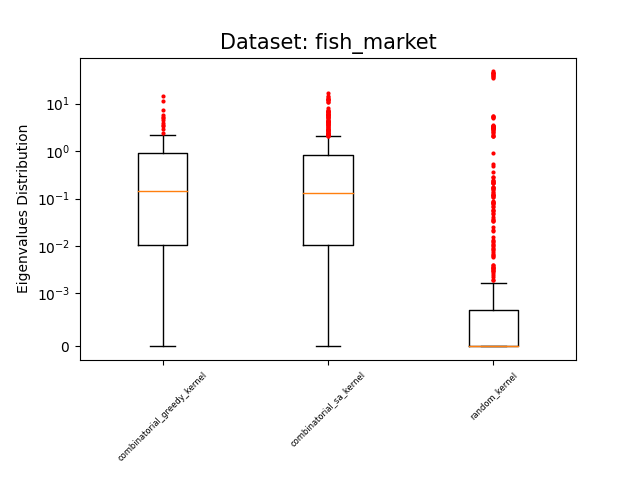 Dataset: fish_market
Eigenvalues Distribution
10¹
10⁰
10⁻¹
10⁻²
10⁻³
0
combinatorial_greedy_kernel
combinatorial_sa_kernel
random_kernel